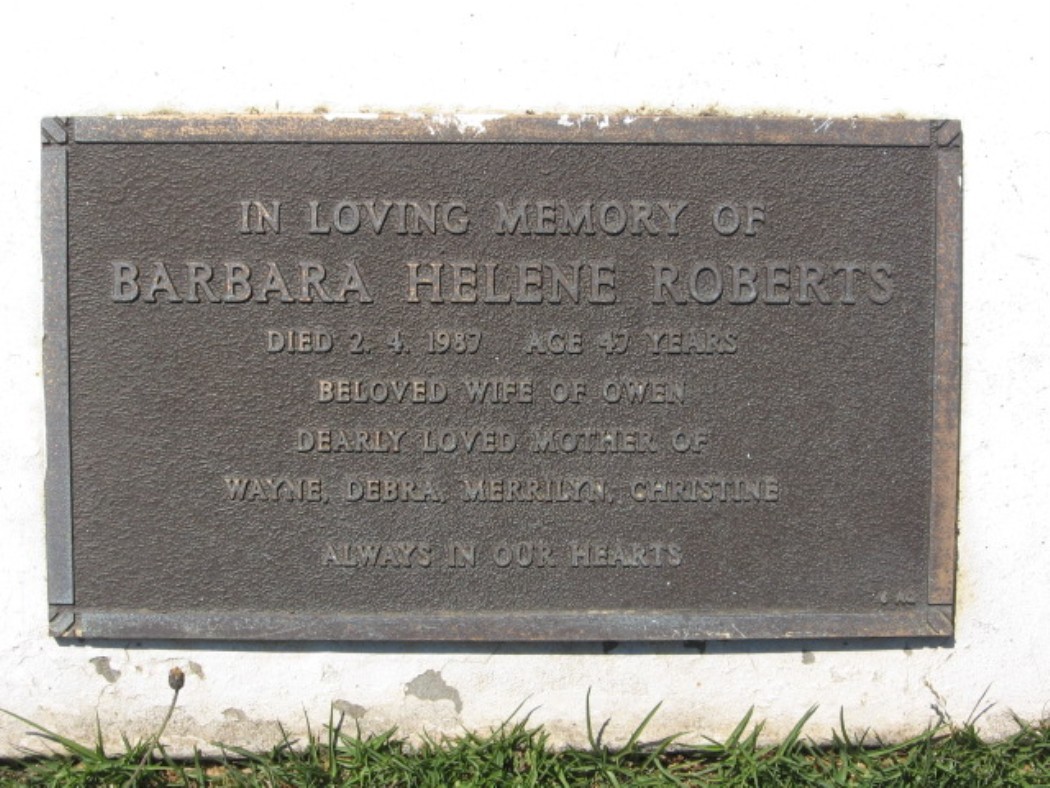 IN LOVING MEMORY OF
BARBARA HELENE ROBERTS
DIED 2. 4. 1987 AGE 47 YEARS
BELOVED WIFE OF OWEN
DEARLY LOVED MOTHER OF
WAYNE, DEBRA, MERRILYN, CHRISTINE
ALWAYS IN OUR HEARTS